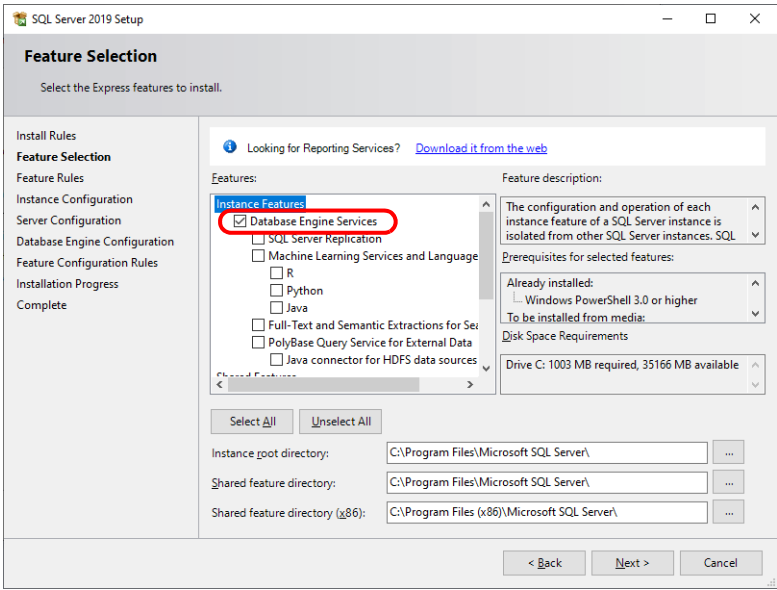 SQL Server 2019 Setup
Feature Selection
Select the Express features to install.
Install Rules
Feature Selection
Feature Rules
Instance Configuration
Server Configuration
Database Engine Configuration
Feature Configuration Rules
Installation Progress
Complete
Looking for Reporting Services? Download it from the web
Features:
Instance Features
Database Engine Services
SQL Server Replication
Machine Learning Services and Language
R
Python
Java
Full-Text and Semantic Extractions for Sea
PolyBase Query Service for External Data
Java connector for HDFS data sources
Shared Features
Feature description:
The configuration and operation of each
instance feature of a SQL Server instance is
isolated from other SQL Server instances. SQL
Prerequisites for selected features:
Already installed:
Windows PowerShell 3.0 or higher
To be installed from media:
Disk Space Requirements
Drive C: 1003 MB required, 35166 MB available
Select All
Unselect All
Instance root directory:
C:\Program Files\Microsoft SQL Server\
...
Shared feature directory:
C:\Program Files\Microsoft SQL Server\
...
Shared feature directory (x86):
C:\Program Files (x86)\Microsoft SQL Server\
...
< Back
Next >
Cancel